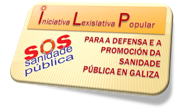 Iniciativa Lexislativa Popular
SOS
sanidade
pública
PARA A DEFENSA E A
PROMOCIÓN DA
SANIDADE
PÚBLICA EN GALIZA